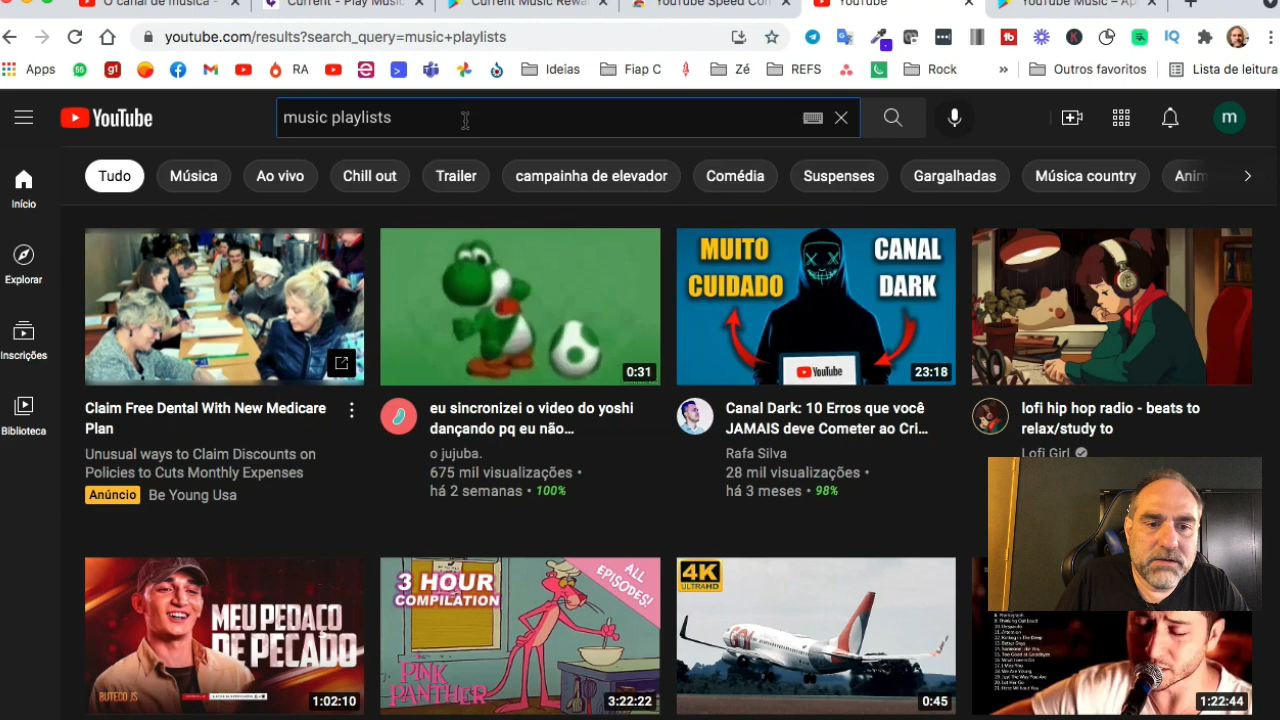 O canal de música -
Current - Play Music
Current Music Rewa
YouTube Speed Con
YouTube
YouTube Music – Ap
youtube.com/results?search_query=music+playlists
Apps
RA
Ideias
Fiap C
Zé
REFS
Rock
»
Outros favoritos
Lista de leitura
YouTube
music playlists
m
Tudo
Música
Ao vivo
Chill out
Trailer
campainha de elevador
Comédia
Suspenses
Gargalhadas
Música country
Anim
Início
Explorar
Inscrições
Biblioteca
0:31
MUITO
CUIDADO
CANAL
DARK
YouTube
23:18
Claim Free Dental With New Medicare
Plan
Unusual ways to Claim Discounts on
Policies to Cuts Monthly Expenses
Anúncio Be Young Usa
eu sincronizei o video do yoshi
dançando pq eu não...
o jujuba.
675 mil visualizações •
há 2 semanas • 100%
Canal Dark: 10 Erros que você
JAMAIS deve Cometer ao Cri...
Rafa Silva
28 mil visualizações •
há 3 meses • 98%
lofi hip hop radio - beats to
relax/study to
Lofi Girl
MEU PEDAÇO
DE PECADO
BUTECO JS
1:02:10
3 HOUR
COMPILATION
ALL
EPISODES!
PINK
PANTHER
3:22:22
4K
ULTRAHD
0:45
1:22:44